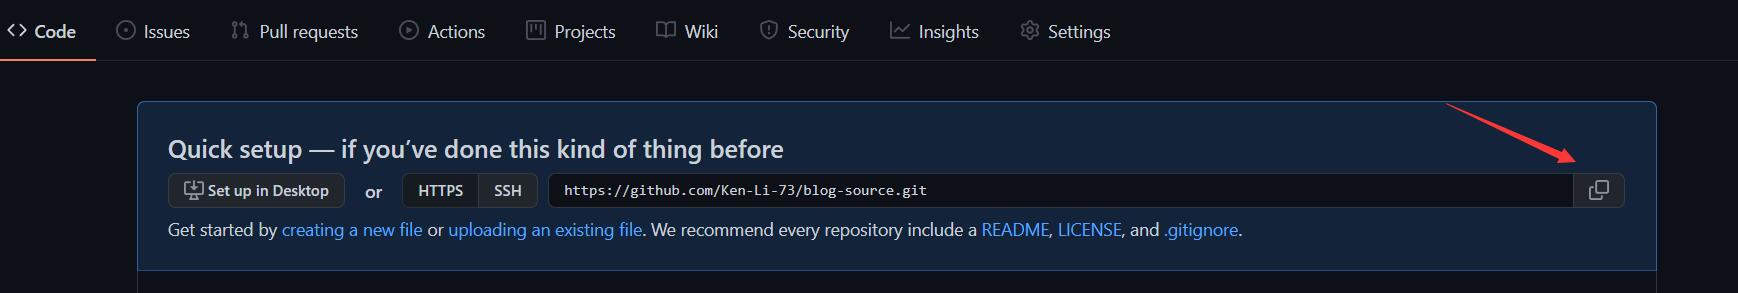 Code Issues Pull requests Actions Projects Wiki Security Insights Settings
Quick setup — if you’ve done this kind of thing before
Set up in Desktop or HTTPS SSH https://github.com/Ken-Li-73/blog-source.git
Get started by creating a new file or uploading an existing file. We recommend every repository include a README, LICENSE, and .gitignore.